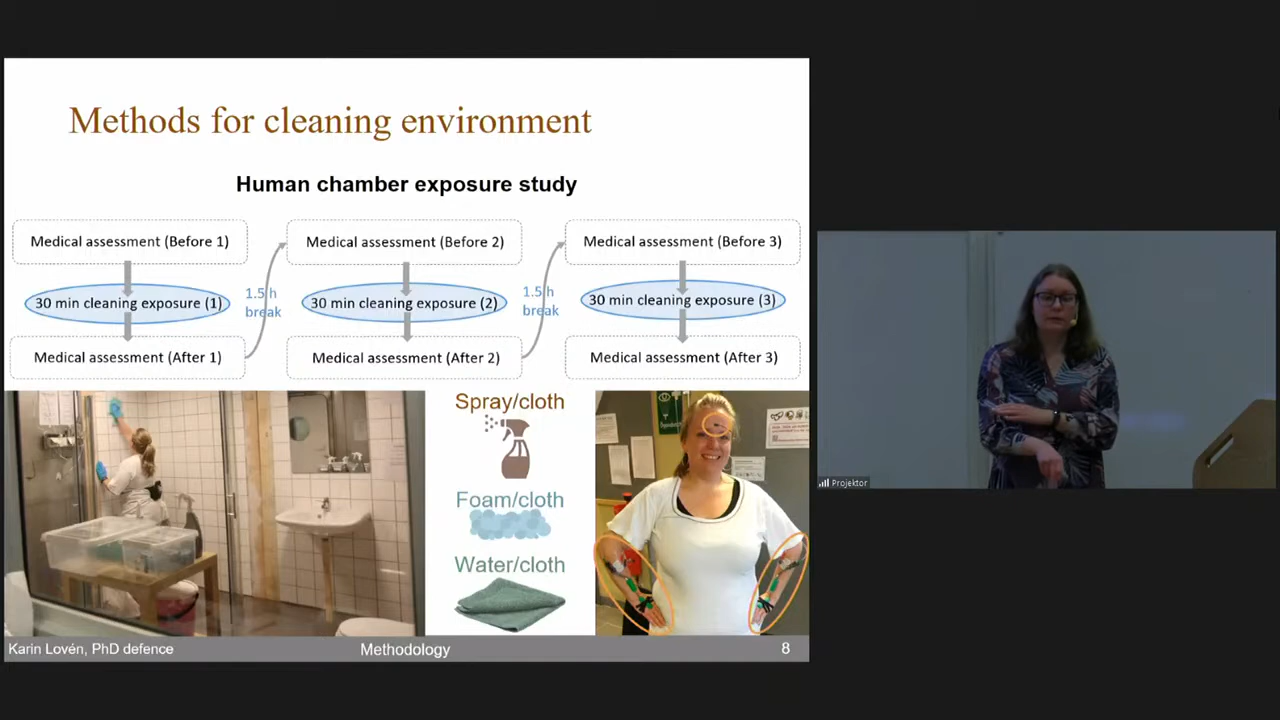 Methods for cleaning environment
Human chamber exposure study
Medical assessment (Before 1)
Medical assessment (Before 2)
Medical assessment (Before 3)
30 min cleaning exposure (1)
1.5 h
break
30 min cleaning exposure (2)
1.5 h
break
30 min cleaning exposure (3)
Medical assessment (After 1)
Medical assessment (After 2)
Medical assessment (After 3)
Spray/cloth
Foam/cloth
Water/cloth
Karin Lovén, PhD defence
Methodology
8
Projektor